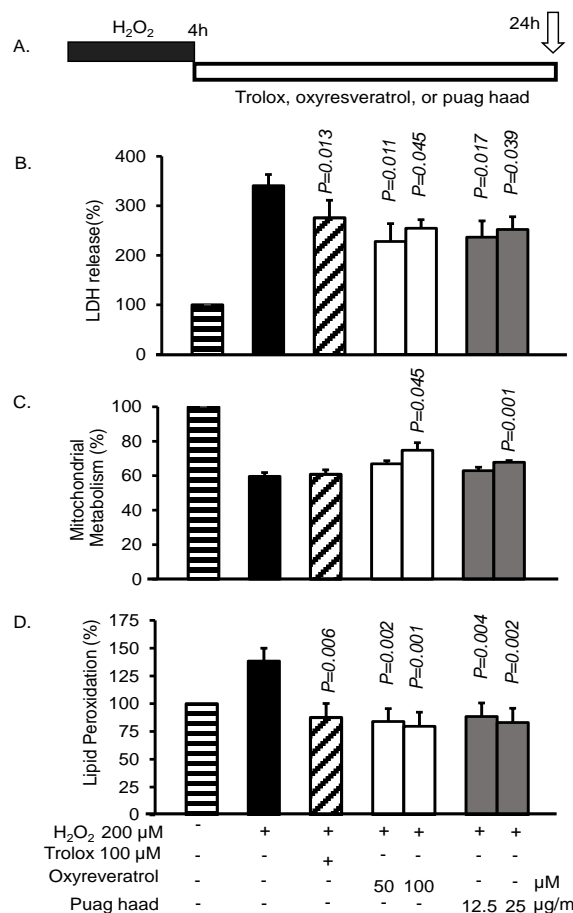 A.
H₂O₂ 4h 24h
Trolox, oxyresveratrol, or puag haad
B.
LDH release(%)
400
300
200
100
0
P=0.013 P=0.011 P=0.045 P=0.017 P=0.039
C.
Mitochondrial
Metabolism (%)
100
80
60
40
20
0
P=0.045 P=0.001
D.
Lipid Peroxidation (%)
175
150
125
100
75
50
25
0
P=0.006 P=0.002 P=0.001 P=0.004 P=0.002
H₂O₂ 200 µM - + + + + + +
Trolox 100 µM - - + - - - -
Oxyreveratrol - - - 50 100 - - µM
Puag haad - - - - - 12.5 25 µg/m